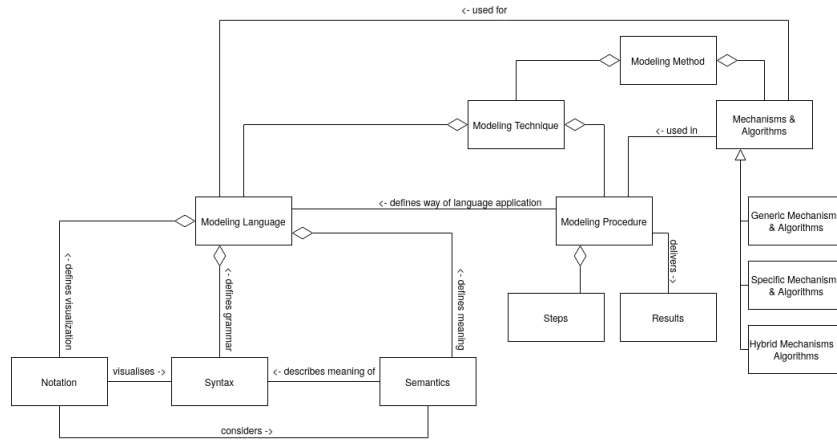 <- used for
Modeling Method
Modeling Technique
Mechanisms &
Algorithms
<- used in
Modeling Language
<- defines way of language application
Modeling Procedure
Generic Mechanisms
& Algorithms
<- defines visualization
<- defines grammar
<- defines meaning
delivers ->
Specific Mechanisms
& Algorithms
Steps
Results
Hybrid Mechanisms
Algorithms
Notation
visualises ->
Syntax
<- describes meaning of
Semantics
considers ->